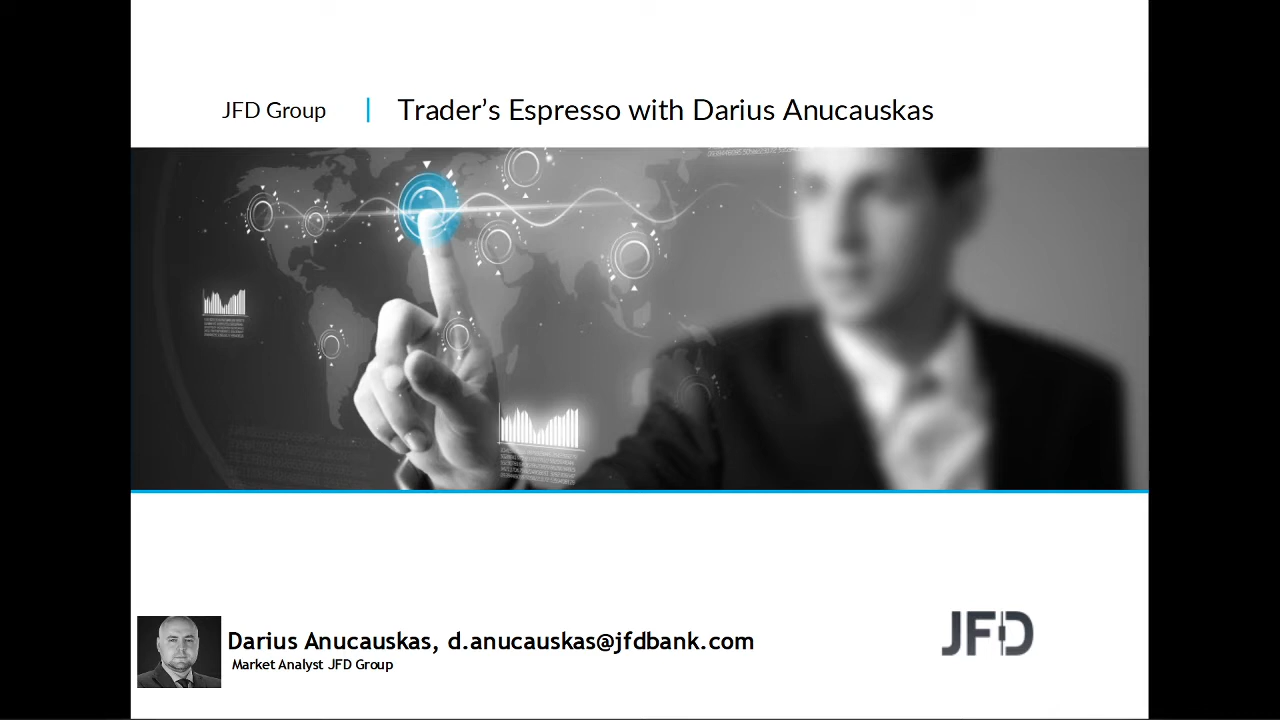 JFD Group
Trader's Espresso with Darius Anucauskas
Darius Anucauskas, d.anucauskas@jfdbank.com
Market Analyst JFD Group
JFD